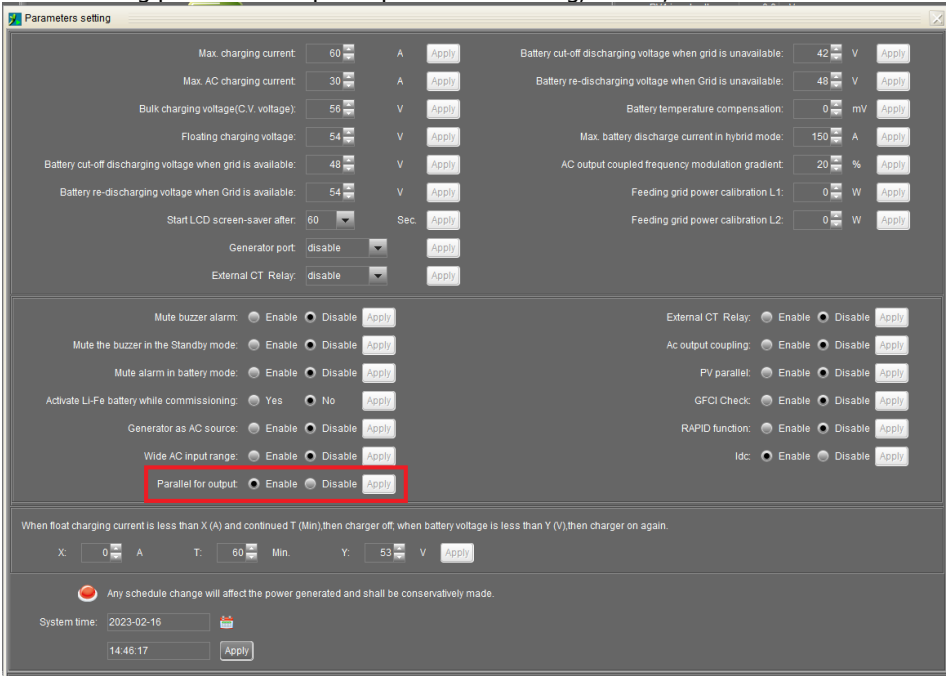 Parameters setting
Max. charging current: 60 A Apply
Max. AC charging current: 30 A Apply
Bulk charging voltage(C.V. voltage): 56 V Apply
Floating charging voltage: 54 V Apply
Battery cut-off discharging voltage when grid is available: 48 V Apply
Battery re-discharging voltage when Grid is available: 54 V Apply
Start LCD screen-saver after: 60 Sec. Apply
Generator port: disable Apply
External CT Relay: disable Apply
Battery cut-off discharging voltage when grid is unavailable: 42 V Apply
Battery re-discharging voltage when Grid is unavailable: 48 V Apply
Battery temperature compensation: 0 mV Apply
Max. battery discharge current in hybrid mode: 150 A Apply
AC output coupled frequency modulation gradient: 20 % Apply
Feeding grid power calibration L1: 0 W Apply
Feeding grid power calibration L2: 0 W Apply
Mute buzzer alarm: Enable Disable Apply
Mute the buzzer in the Standby mode: Enable Disable Apply
Mute alarm in battery mode: Enable Disable Apply
Activate Li-Fe battery while commissioning: Yes No Apply
Generator as AC source: Enable Disable Apply
Wide AC input range: Enable Disable Apply
Parallel for output: Enable Disable Apply
External CT Relay: Enable Disable Apply
Ac output coupling: Enable Disable Apply
PV parallel: Enable Disable Apply
GFCI Check: Enable Disable Apply
RAPID function: Enable Disable Apply
Idc: Enable Disable Apply
When float charging current is less than X (A) and continued T (Min),then charger off; when battery voltage is less than Y (V),then charger on again.
X: 0 A T: 60 Min. Y: 53 V Apply
Any schedule change will affect the power generated and shall be conservatively made.
System time: 2023-02-16
14:46:17 Apply